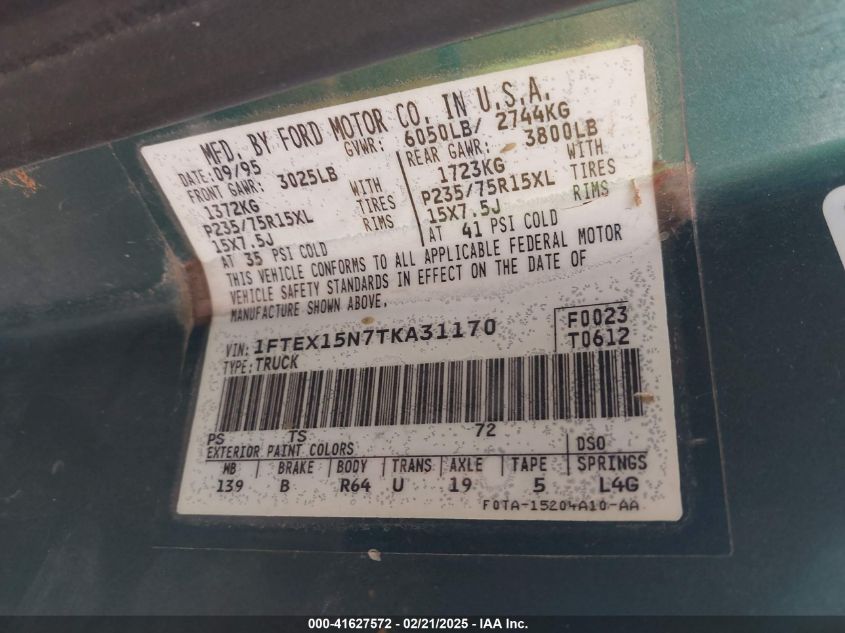 MFD. BY FORD MOTOR CO. IN U.S.A.
DATE: 09/95 GVWR: 6050LB/ 2744KG
FRONT GAWR: 3025LB REAR GAWR: 3800LB
1372KG WITH 1723KG WITH
P235/75R15XL TIRES P235/75R15XL TIRES
15X7.5J RIMS 15X7.5J RIMS
AT 35 PSI COLD AT 41 PSI COLD
THIS VEHICLE CONFORMS TO ALL APPLICABLE FEDERAL MOTOR
VEHICLE SAFETY STANDARDS IN EFFECT ON THE DATE OF
MANUFACTURE SHOWN ABOVE.
VIN: 1FTEX15N7TKA31170 F0023
TYPE: TRUCK T0612
PS TS 72
EXTERIOR PAINT COLORS DSO
WB BRAKE BODY TRANS AXLE TAPE SPRINGS
139 B R64 U 19 5 L4G
F0TA-15204A10-AA
000-41627572 / 02/21/2025 - IAA Inc.